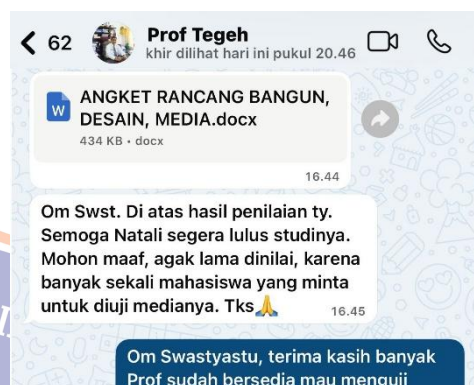 62
Prof Tegeh
khir dilihat hari ini pukul 20.46
W
ANGKET RANCANG BANGUN,
DESAIN, MEDIA.docx
434 KB • docx
16.44
Om Swst. Di atas hasil penilaian ty.
Semoga Natali segera lulus studinya.
Mohon maaf, agak lama dinilai, karena
banyak sekali mahasiswa yang minta
untuk diuji medianya. Tks🙏
16.45
Om Swastyastu, terima kasih banyak
Prof sudah bersedia mau menguji